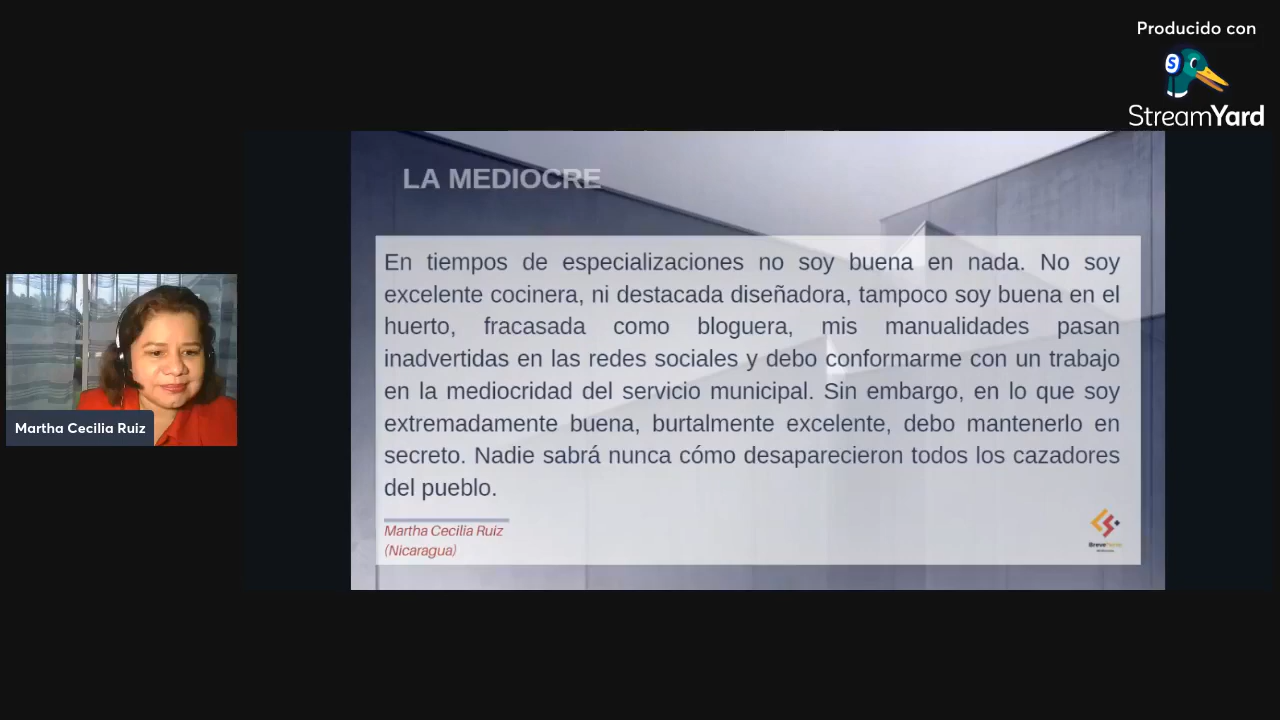 Producido con
StreamYard
LA MEDIOCRE
En tiempos de especializaciones no soy buena en nada. No soy
excelente cocinera, ni destacada diseñadora, tampoco soy buena en el
huerto, fracasada como bloguera, mis manualidades pasan
inadvertidas en las redes sociales y debo conformarme con un trabajo
en la mediocridad del servicio municipal. Sin embargo, en lo que soy
extremadamente buena, burtalmente excelente, debo mantenerlo en
secreto. Nadie sabrá nunca cómo desaparecieron todos los cazadores
del pueblo.
Martha Cecilia Ruiz
(Nicaragua)
Martha Cecilia Ruiz